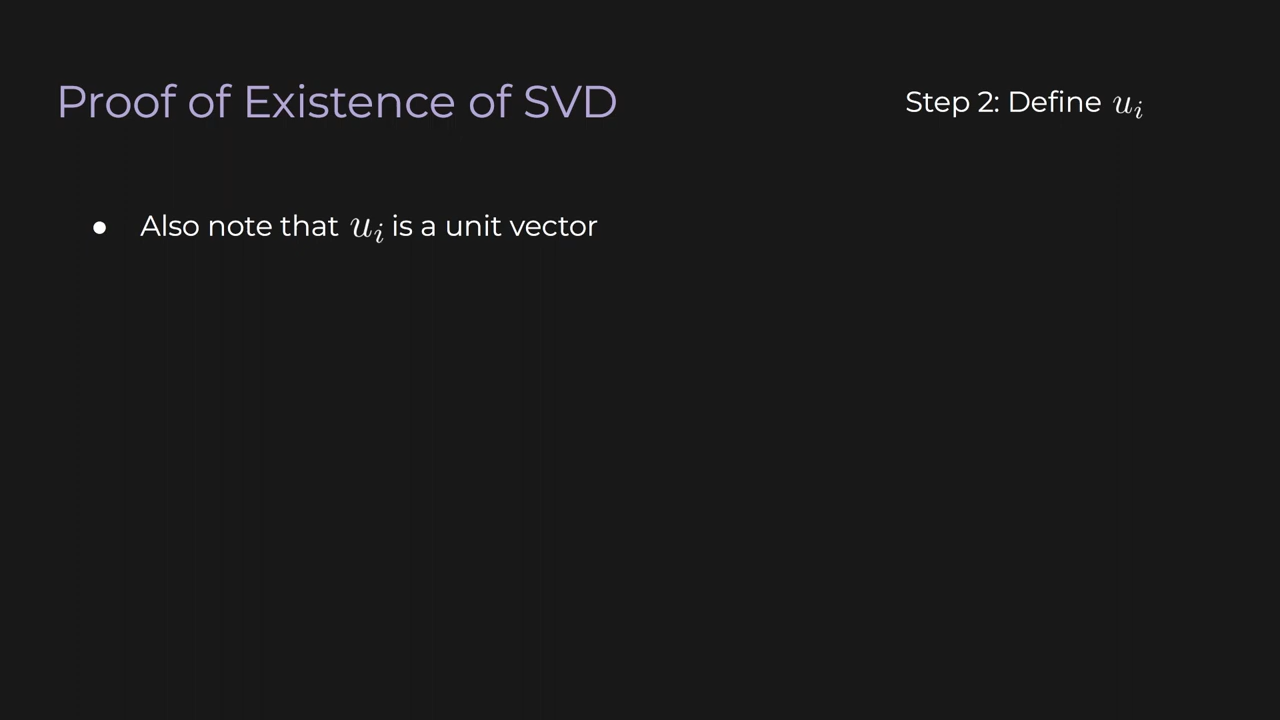 Proof of Existence of SVD
Step 2: Define u_i
● Also note that u_i is a unit vector